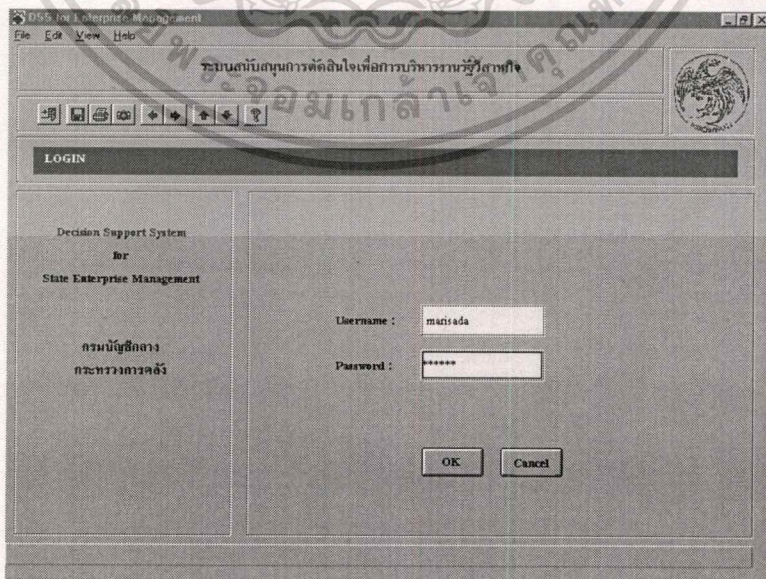 DSS for Enterprise Management
File Edit View Help
ระบบสนับสนุนการตัดสินใจเพื่อการบริหารงานรัฐวิสาหกิจ
LOGIN
Decision Support System
for
State Enterprise Management
กรมบัญชีกลาง
กระทรวงการคลัง
Username : marisada
Password : ******
OK Cancel